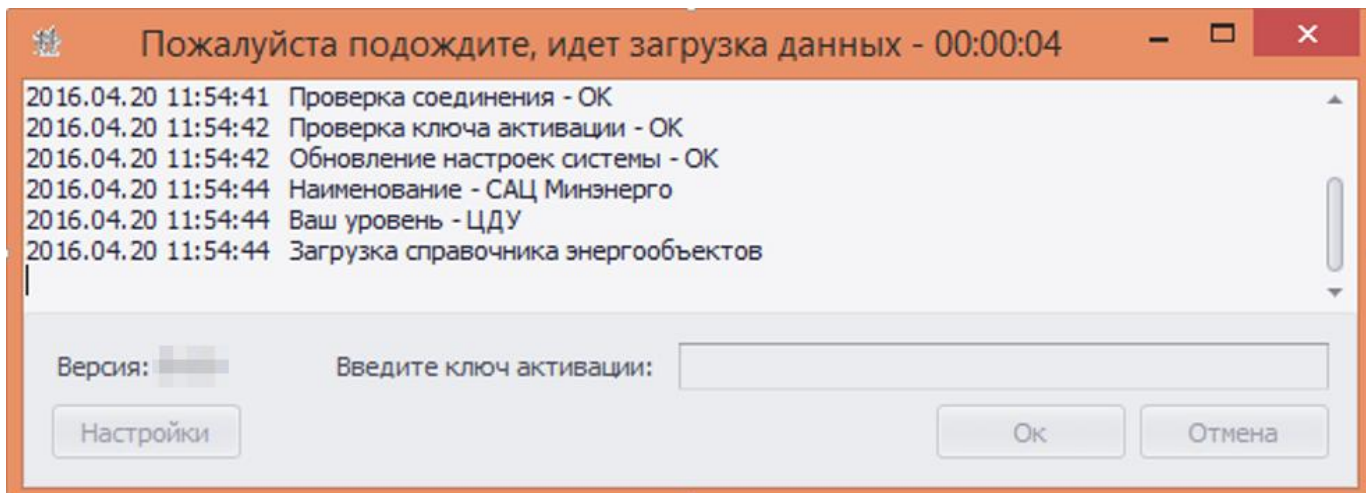 Пожалуйста подождите, идет загрузка данных - 00:00:04
2016.04.20 11:54:41 Проверка соединения - ОК
2016.04.20 11:54:42 Проверка ключа активации - ОК
2016.04.20 11:54:42 Обновление настроек системы - ОК
2016.04.20 11:54:44 Наименование - САЦ Минэнерго
2016.04.20 11:54:44 Ваш уровень - ЦДУ
2016.04.20 11:54:44 Загрузка справочника энергообъектов
Версия: Введите ключ активации:
Настройки Ок Отмена